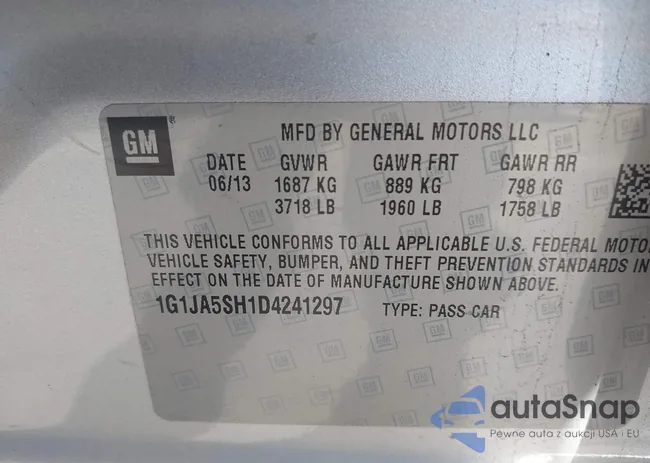 GM
MFD BY GENERAL MOTORS LLC
DATE GVWR GAWR FRT GAWR RR
06/13 1687 KG 889 KG 798 KG
3718 LB 1960 LB 1758 LB
THIS VEHICLE CONFORMS TO ALL APPLICABLE U.S. FEDERAL MOTO
VEHICLE SAFETY, BUMPER, AND THEFT PREVENTION STANDARDS IN
EFFECT ON THE DATE OF MANUFACTURE SHOWN ABOVE.
1G1JA5SH1D4241297 TYPE: PASS CAR
autoSnap
Pewne auta z aukcji USA i EU